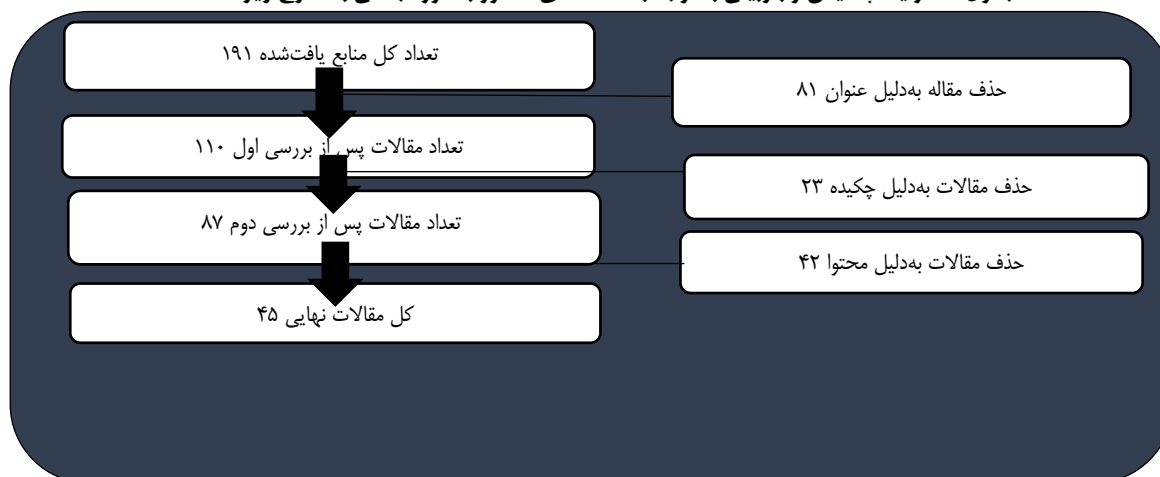 تعداد کل منابع یافت‌شده ۱۹۱
حذف مقاله به‌دلیل عنوان ۸۱
تعداد مقالات پس از بررسی اول ۱۱۰
حذف مقالات به‌دلیل چکیده ۲۳
تعداد مقالات پس از بررسی دوم ۸۷
حذف مقالات به‌دلیل محتوا ۴۲
کل مقالات نهایی ۴۵